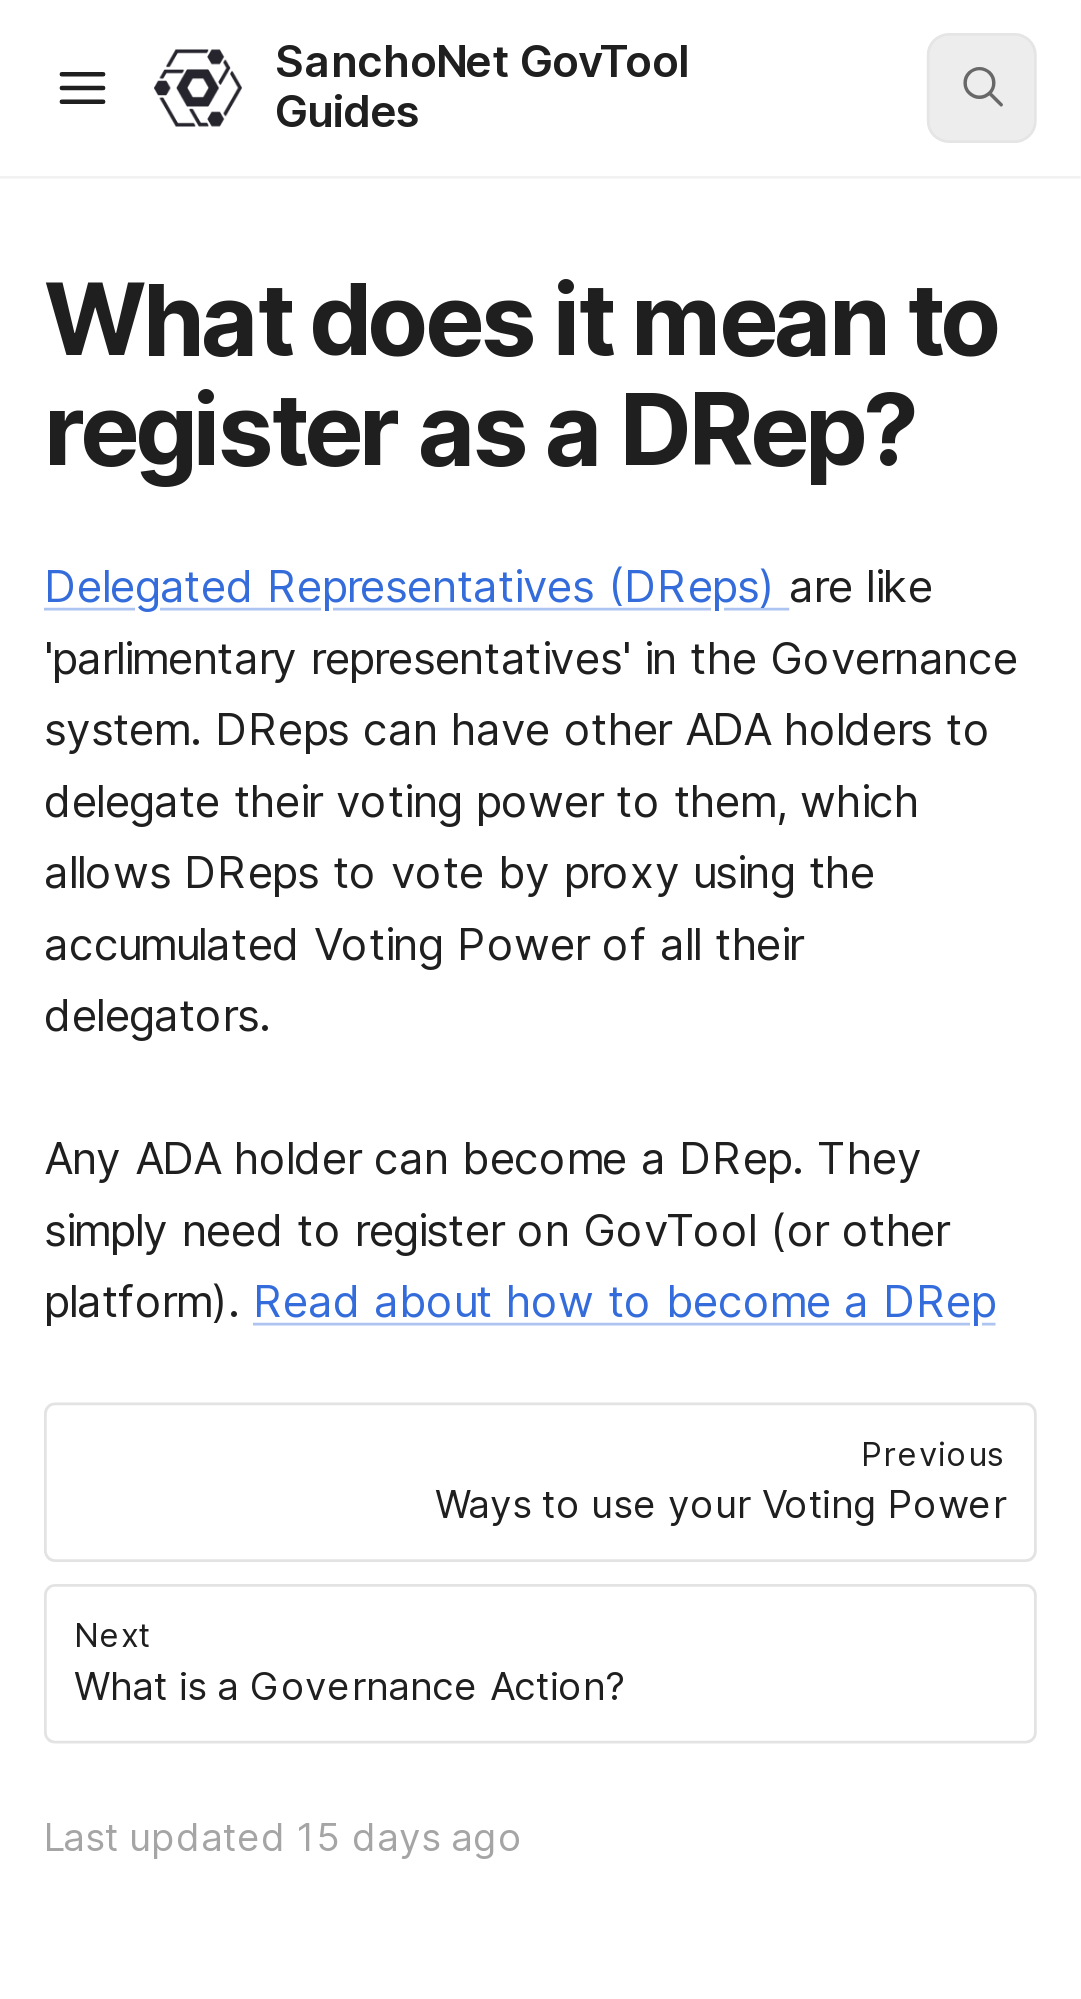 SanchoNet GovTool
Guides
What does it mean to
register as a DRep?
Delegated Representatives (DReps) are like
'parlimentary representatives' in the Governance
system. DReps can have other ADA holders to
delegate their voting power to them, which
allows DReps to vote by proxy using the
accumulated Voting Power of all their
delegators.
Any ADA holder can become a DRep. They
simply need to register on GovTool (or other
platform). Read about how to become a DRep
Previous
Ways to use your Voting Power
Next
What is a Governance Action?
Last updated 15 days ago